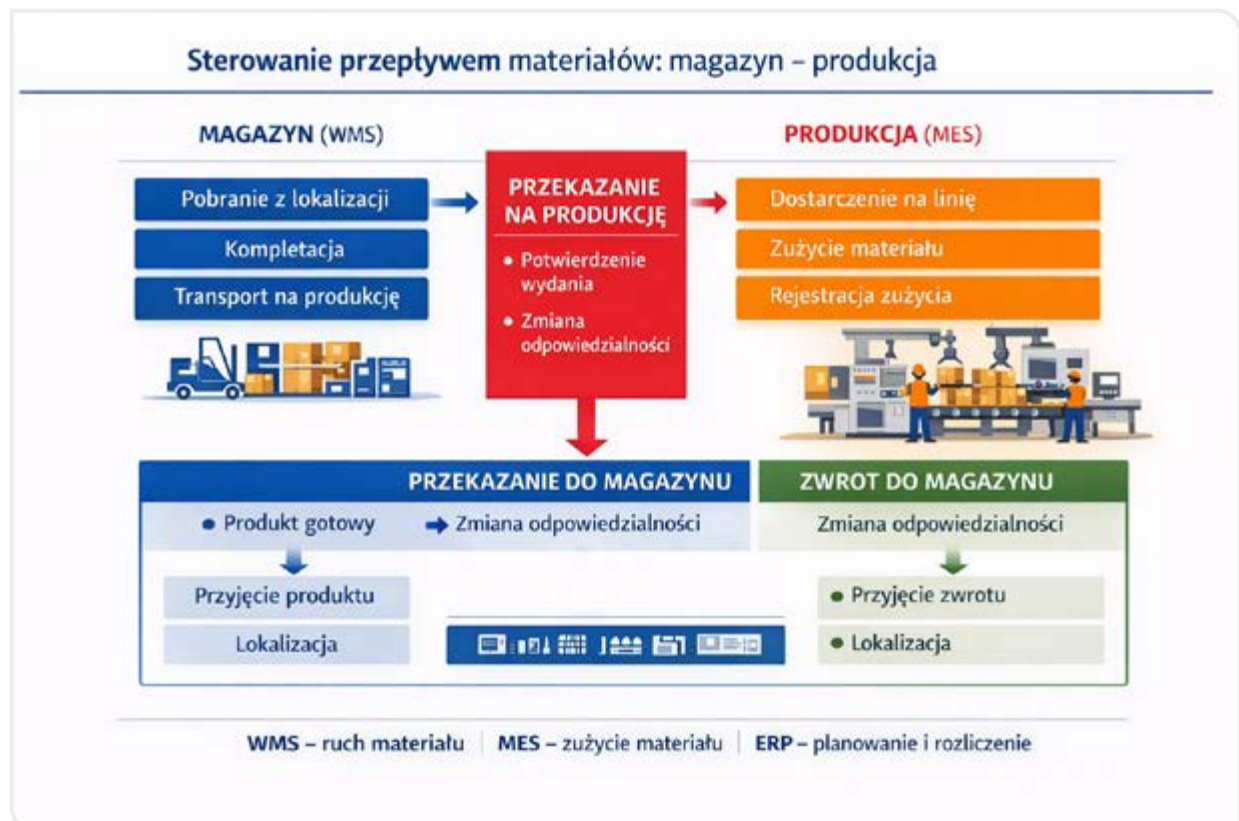 Sterowanie przepływem materiałów: magazyn – produkcja
MAGAZYN (WMS)
PRODUKCJA (MES)
Pobranie z lokalizacji
Kompletacja
Transport na produkcję
PRZEKAZANIE
NA PRODUKCJĘ
• Potwierdzenie
wydania
• Zmiana
odpowiedzialności
Dostarczenie na linię
Zużycie materiału
Rejestracja zużycia
PRZEKAZANIE DO MAGAZYNU
• Produkt gotowy
Zmiana odpowiedzialności
Przyjęcie produktu
Lokalizacja
ZWROT DO MAGAZYNU
Zmiana odpowiedzialności
• Przyjęcie zwrotu
• Lokalizacja
WMS – ruch materiału | MES – zużycie materiału | ERP – planowanie i rozliczenie